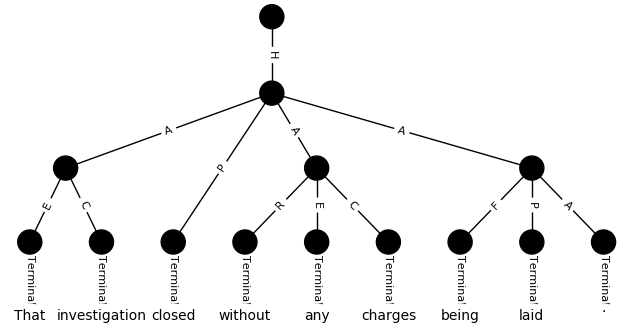 H
A
P
A
A
E
C
R
E
C
F
P
A
Terminal Terminal Terminal Terminal Terminal Terminal Terminal Terminal Terminal
That investigation closed without any charges being laid .